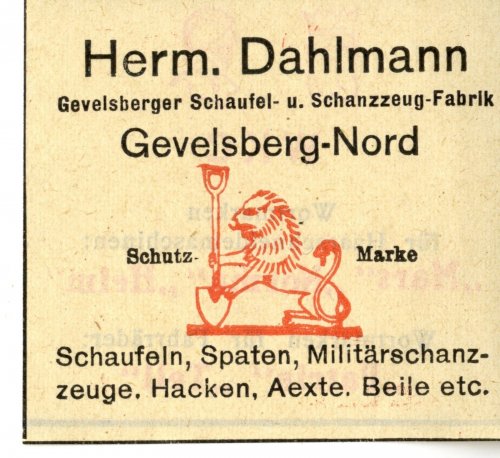 Herm. Dahlmann
Gevelsberger Schaufel- u. Schanzzeug-Fabrik
Gevelsberg-Nord
Schutz- Marke
Schaufeln, Spaten, Militärschanz-
zeuge. Hacken, Aexte. Beile etc.